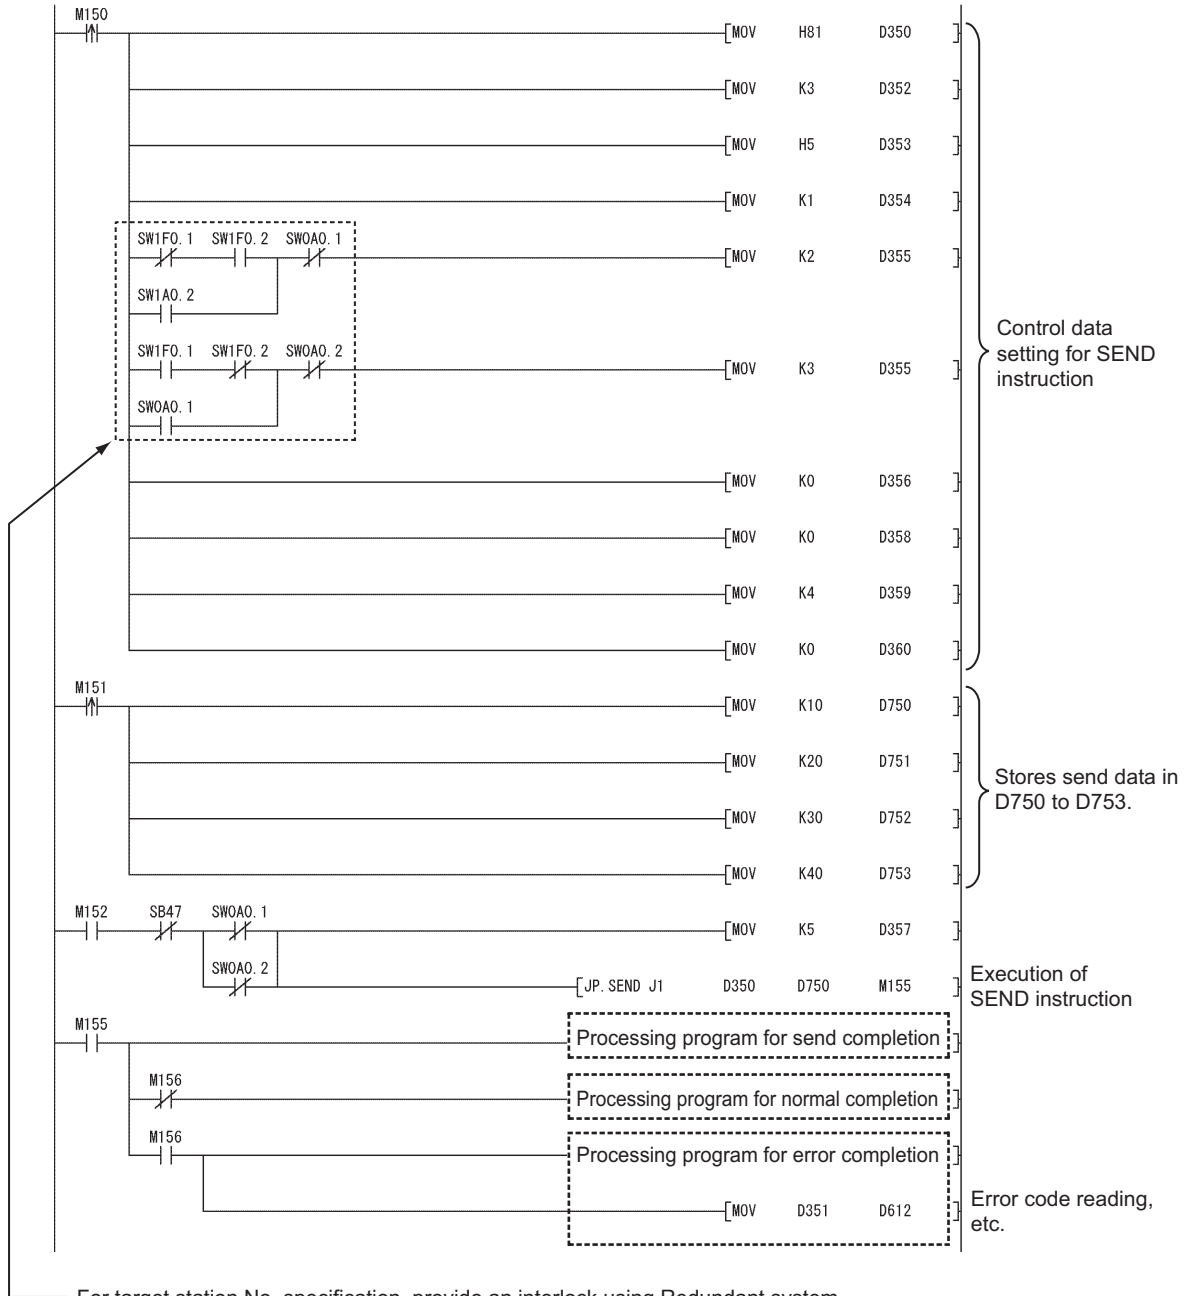 M150
[MOV H81 D350 ]
[MOV K3 D352 ]
[MOV H5 D353 ]
[MOV K1 D354 ]
SW1F0.1 SW1F0.2 SW0A0.1
[MOV K2 D355 ]
SW1A0.2
SW1F0.1 SW1F0.2 SW0A0.2
[MOV K3 D355 ]
SW0A0.1
[MOV K0 D356 ]
[MOV K0 D358 ]
[MOV K4 D359 ]
[MOV K0 D360 ]
Control data
setting for SEND
instruction
M151
[MOV K10 D750 ]
[MOV K20 D751 ]
[MOV K30 D752 ]
[MOV K40 D753 ]
Stores send data in
D750 to D753.
M152 SB47 SW0A0.1
[MOV K5 D357 ]
SW0A0.2
[JP.SEND J1 D350 D750 M155 ]
Execution of
SEND instruction
M155
Processing program for send completion ]
M156
Processing program for normal completion ]
M156
Processing program for error completion ]
[MOV D351 D612 ]
Error code reading,
etc.
For target station No. specification, provide an interlock using Redundant system